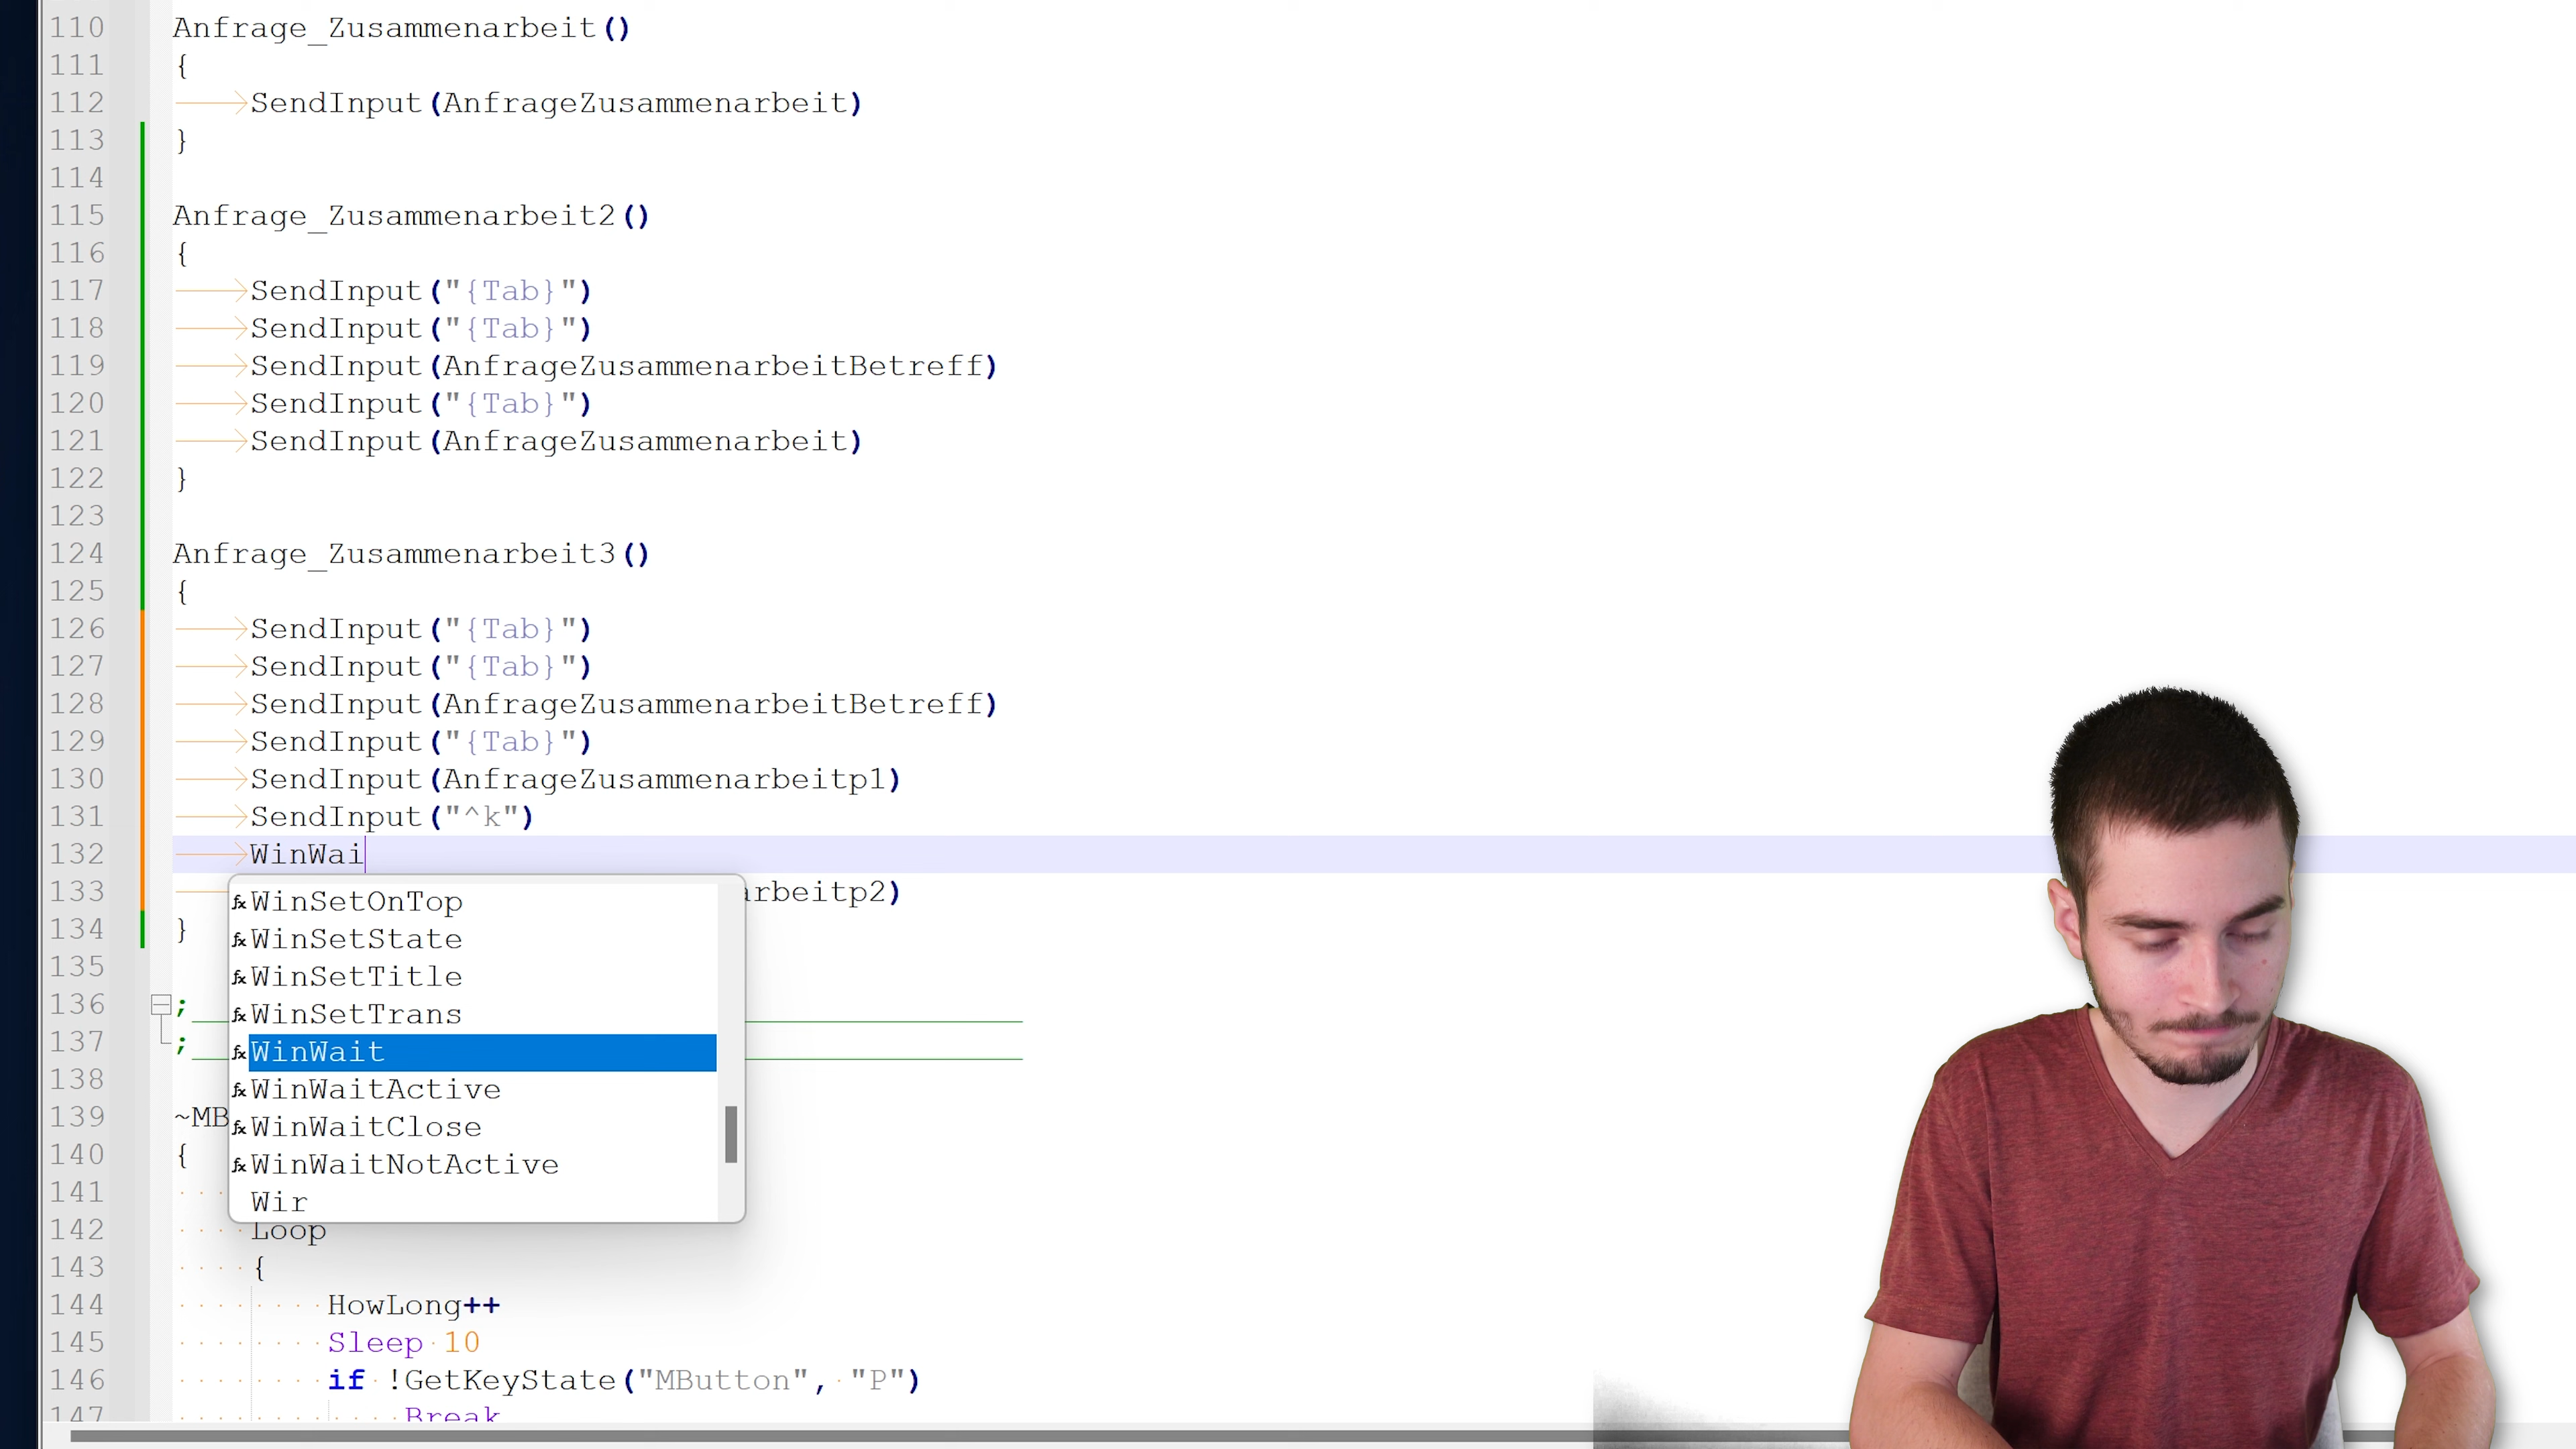 110 Anfrage_Zusammenarbeit()
111 {
112 SendInput(AnfrageZusammenarbeit)
113 }
114
115 Anfrage_Zusammenarbeit2()
116 {
117 SendInput("{Tab}")
118 SendInput("{Tab}")
119 SendInput(AnfrageZusammenarbeitBetreff)
120 SendInput("{Tab}")
121 SendInput(AnfrageZusammenarbeit)
122 }
123
124 Anfrage_Zusammenarbeit3()
125 {
126 SendInput("{Tab}")
127 SendInput("{Tab}")
128 SendInput(AnfrageZusammenarbeitBetreff)
129 SendInput("{Tab}")
130 SendInput(AnfrageZusammenarbeitp1)
131 SendInput("^k")
132 WinWai
133 arbeitp2)
WinSetOnTop
134 }
WinSetState
135
WinSetTitle
136 ;
WinSetTrans
137 ;
WinWait
138
WinWaitActive
139 ~MB
WinWaitClose
140 {
WinWaitNotActive
141
Wir
142 Loop
143 {
144 HowLong++
145 Sleep 10
146 if !GetKeyState("MButton", "P")
147 Break